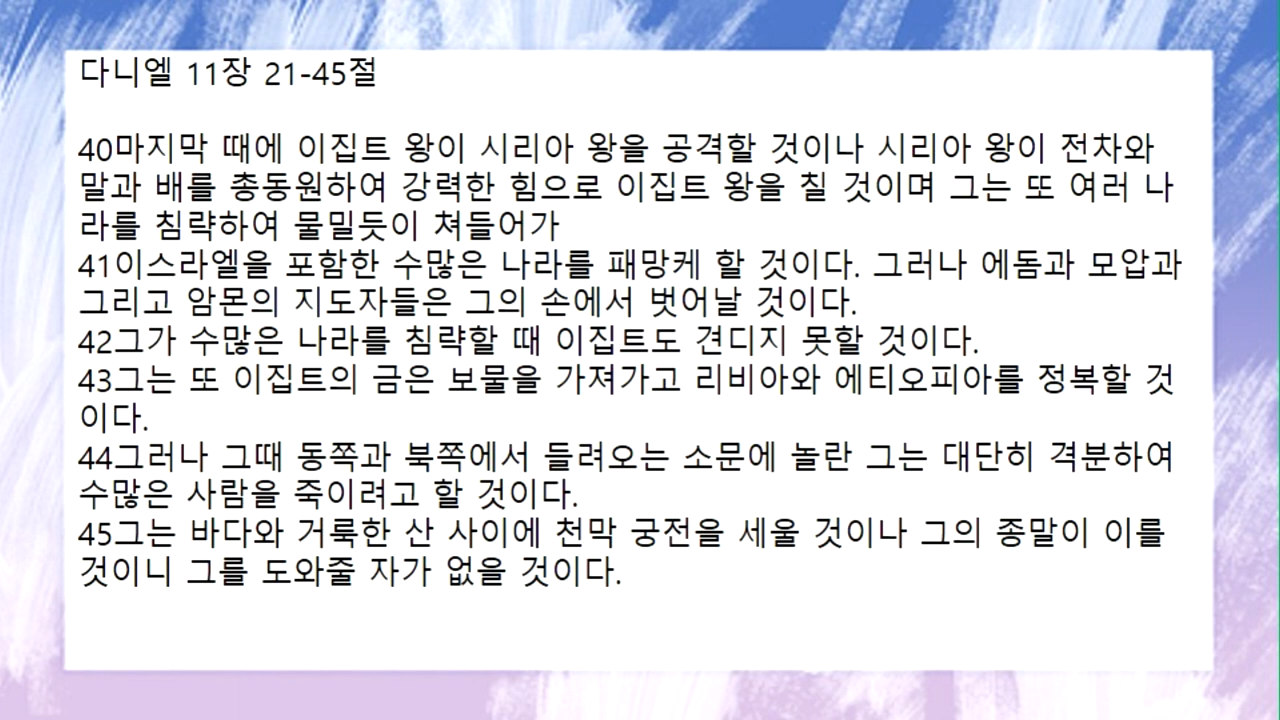 다니엘 11장 21-45절
40마지막 때에 이집트 왕이 시리아 왕을 공격할 것이나 시리아 왕이 전차와
말과 배를 총동원하여 강력한 힘으로 이집트 왕을 칠 것이며 그는 또 여러 나
라를 침략하여 물밀듯이 쳐들어가
41이스라엘을 포함한 수많은 나라를 패망케 할 것이다. 그러나 에돔과 모압과
그리고 암몬의 지도자들은 그의 손에서 벗어날 것이다.
42그가 수많은 나라를 침략할 때 이집트도 견디지 못할 것이다.
43그는 또 이집트의 금은 보물을 가져가고 리비아와 에티오피아를 정복할 것
이다.
44그러나 그때 동쪽과 북쪽에서 들려오는 소문에 놀란 그는 대단히 격분하여
수많은 사람을 죽이려고 할 것이다.
45그는 바다와 거룩한 산 사이에 천막 궁전을 세울 것이나 그의 종말이 이를
것이니 그를 도와줄 자가 없을 것이다.